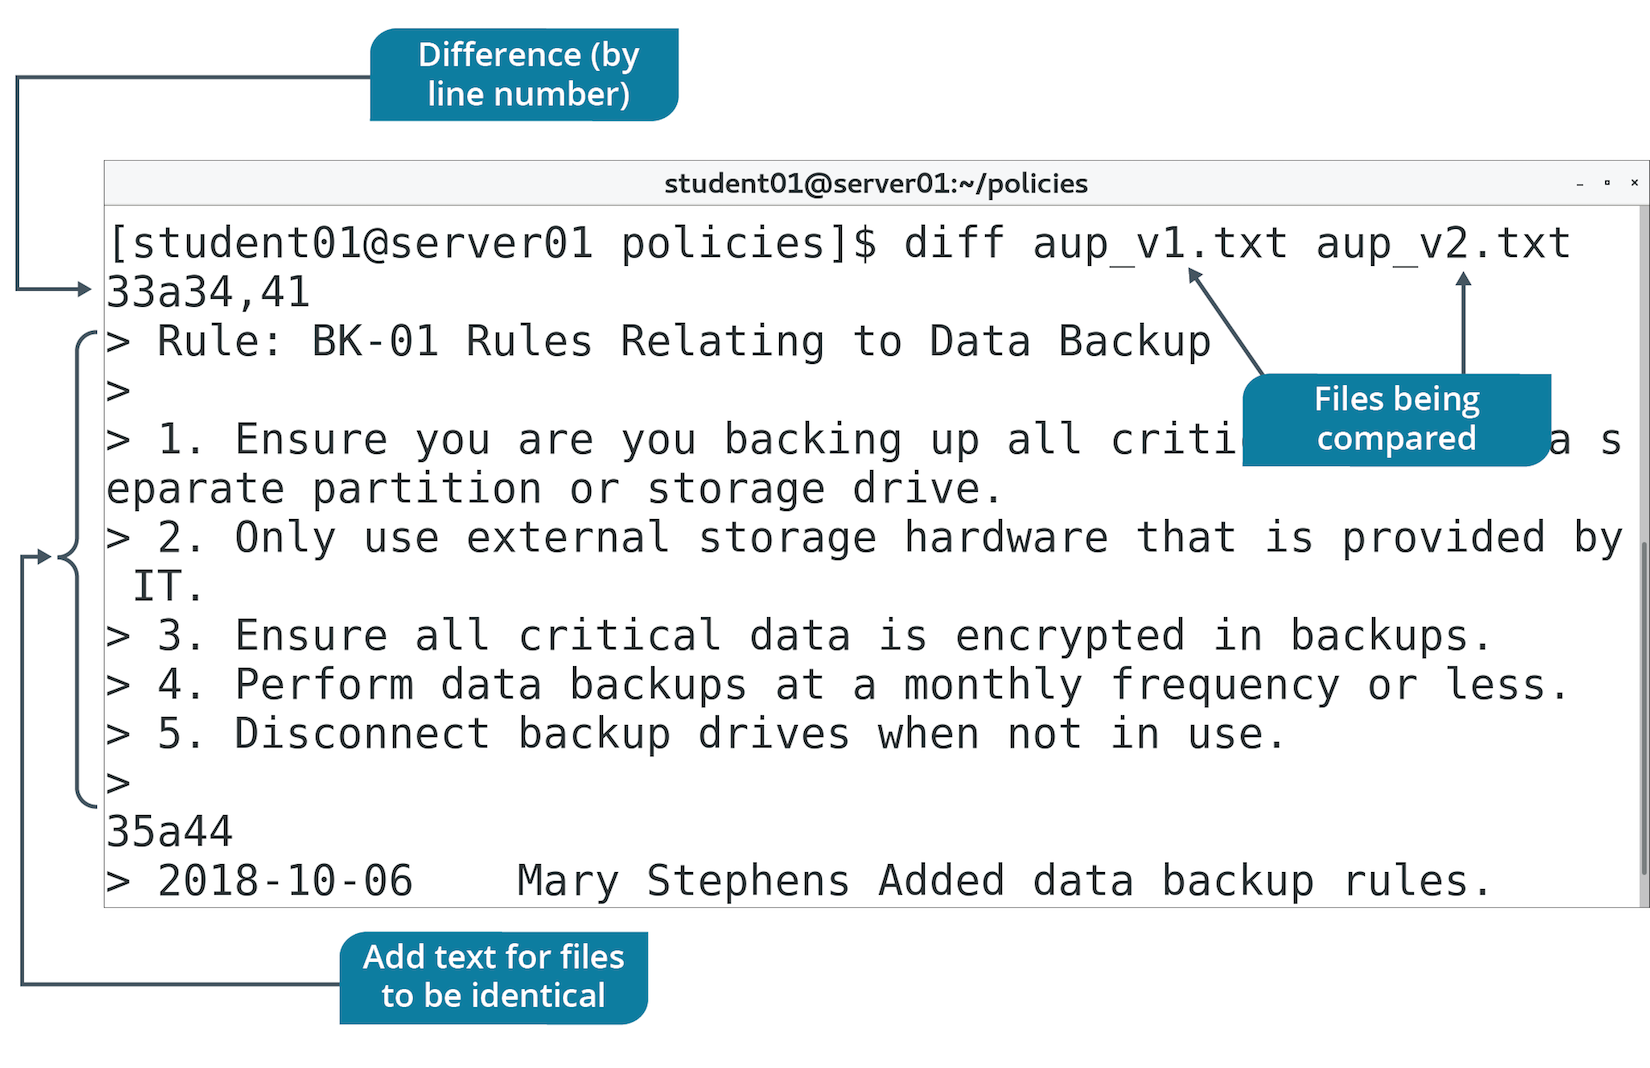 Difference (by
line number)
student01@server01:~/policies
[student01@server01 policies]$ diff aup_v1.txt aup_v2.txt
33a34,41
> Rule: BK-01 Rules Relating to Data Backup
>
> 1. Ensure you are you backing up all criti a s
eparate partition or storage drive.
> 2. Only use external storage hardware that is provided by
IT.
> 3. Ensure all critical data is encrypted in backups.
> 4. Perform data backups at a monthly frequency or less.
> 5. Disconnect backup drives when not in use.
>
35a44
> 2018-10-06    Mary Stephens Added data backup rules.
Files being
compared
Add text for files
to be identical